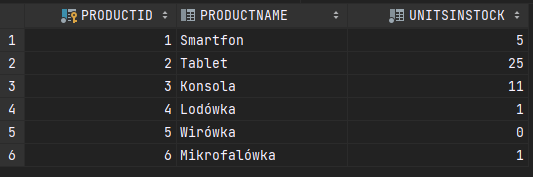 PRODUCTID PRODUCTNAME UNITSINSTOCK
1 1 Smartfon 5
2 2 Tablet 25
3 3 Konsola 11
4 4 Lodówka 1
5 5 Wirówka 0
6 6 Mikrofalówka 1